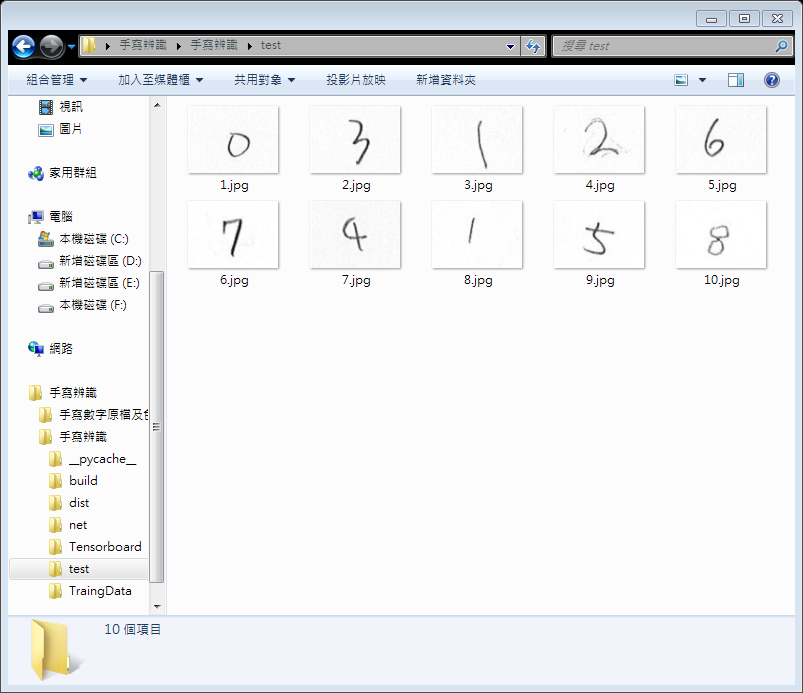 手寫辨識 ▸ 手寫辨識 ▸ test
搜尋 test
組合管理 加入至媒體櫃 共用對象 投影片放映 新增資料夾
視訊
圖片
家用群組
電腦
本機磁碟 (C:)
新增磁碟區 (D:)
新增磁碟區 (E:)
本機磁碟 (F:)
網路
手寫辨識
手寫數字原檔及
手寫辨識
__pycache__
build
dist
net
Tensorboard
test
TraingData
0 3 1 2 6
1.jpg 2.jpg 3.jpg 4.jpg 5.jpg
7 4 1 5 8
6.jpg 7.jpg 8.jpg 9.jpg 10.jpg
10 個項目